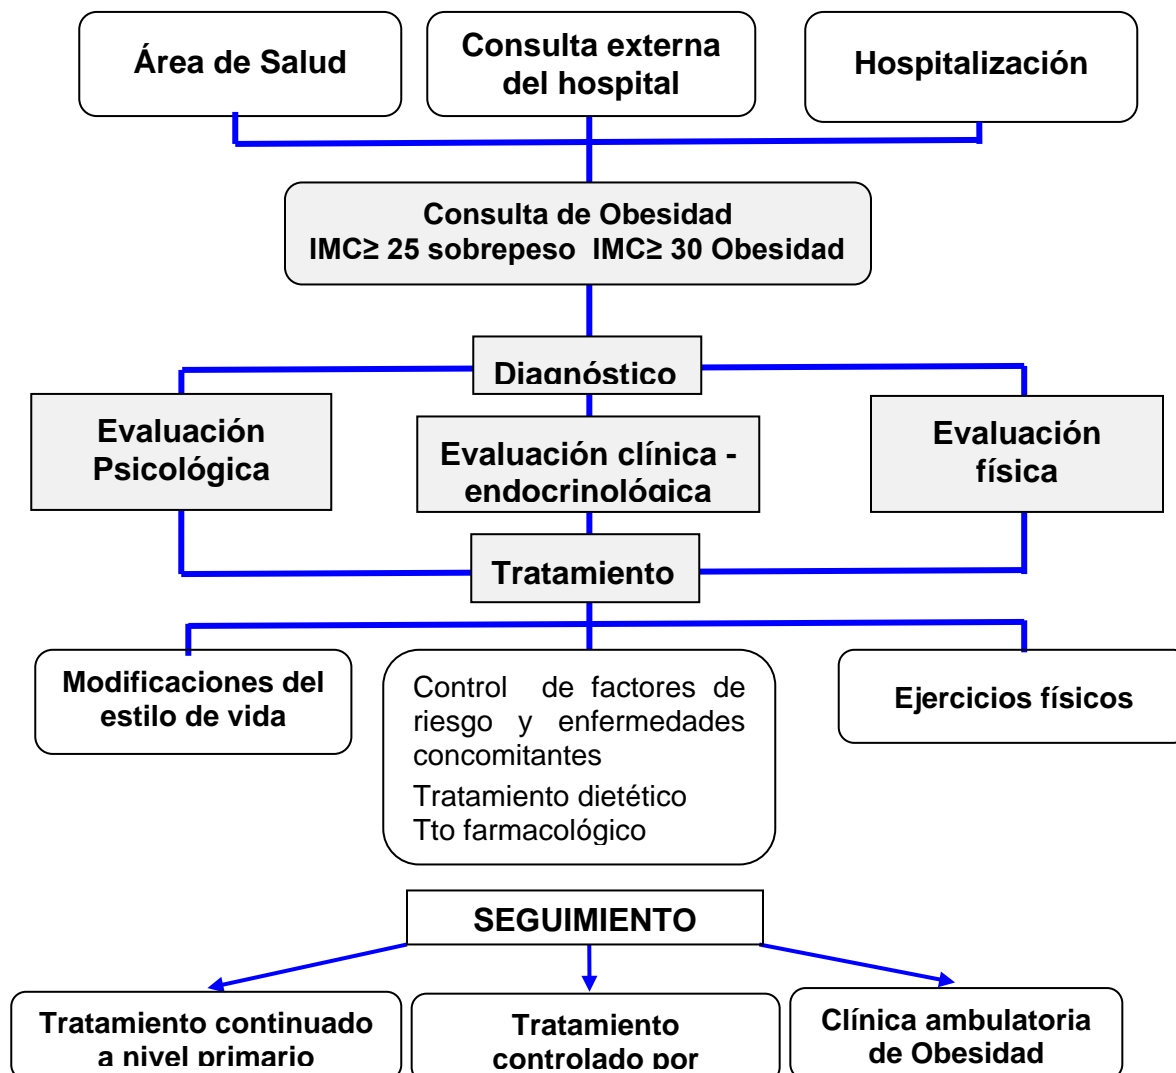 Área de Salud
Consulta externa
del hospital
Hospitalización
Consulta de Obesidad
IMC≥ 25 sobrepeso IMC≥ 30 Obesidad
Diagnóstico
Evaluación
Psicológica
Evaluación clínica -
endocrinológica
Evaluación
física
Tratamiento
Modificaciones del
estilo de vida
Control de factores de
riesgo y enfermedades
concomitantes
Tratamiento dietético
Tto farmacológico
Ejercicios físicos
SEGUIMIENTO
Tratamiento continuado
a nivel primario
Tratamiento
controlado por
Clínica ambulatoria
de Obesidad